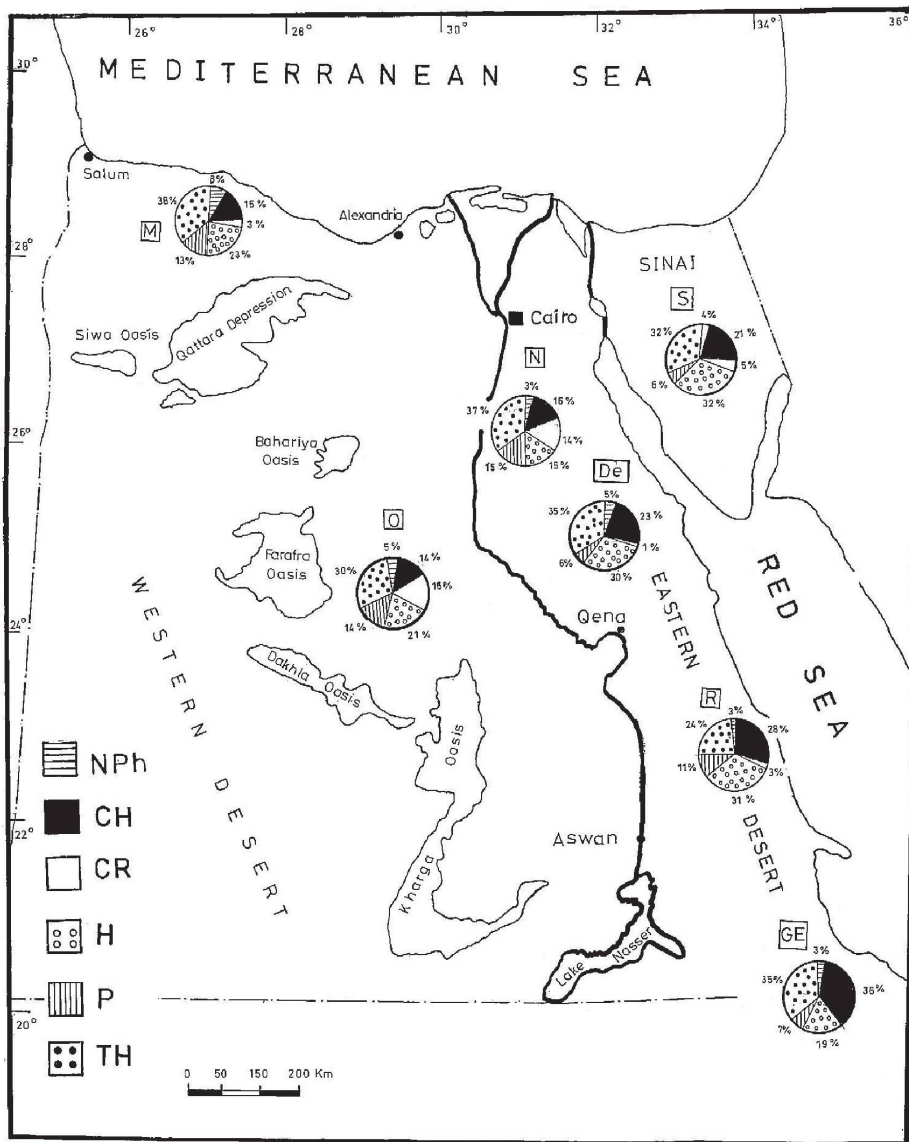 26° 28° 30° 32° 34° 36°
30°
MEDITERRANEAN SEA
Salum
8%
38% 15%
M 3%
13% 23%
Alexandria
28°
SINAI
S
4%
32% 21%
5%
6%
32%
Qattara Depression
Siwa Oasis
Cairo
N
3%
37% 16%
14%
15% 15%
26°
Bahariya
Oasis
De
5%
35% 23%
1%
6%
30%
O
5%
30% 14%
16%
14%
21%
Farafra
Oasis
EASTERN
DESERT
RED SEA
24°
Qena
WESTERN
DESERT
Dakhla Oasis
Kharga
Oasis
R
3%
24% 28%
11% 3%
31%
22°
Aswan
Lake Nasser
GE
3%
35% 36%
7%
19%
20°
NPh
CH
CR
H
P
TH
0 50 150 200 Km